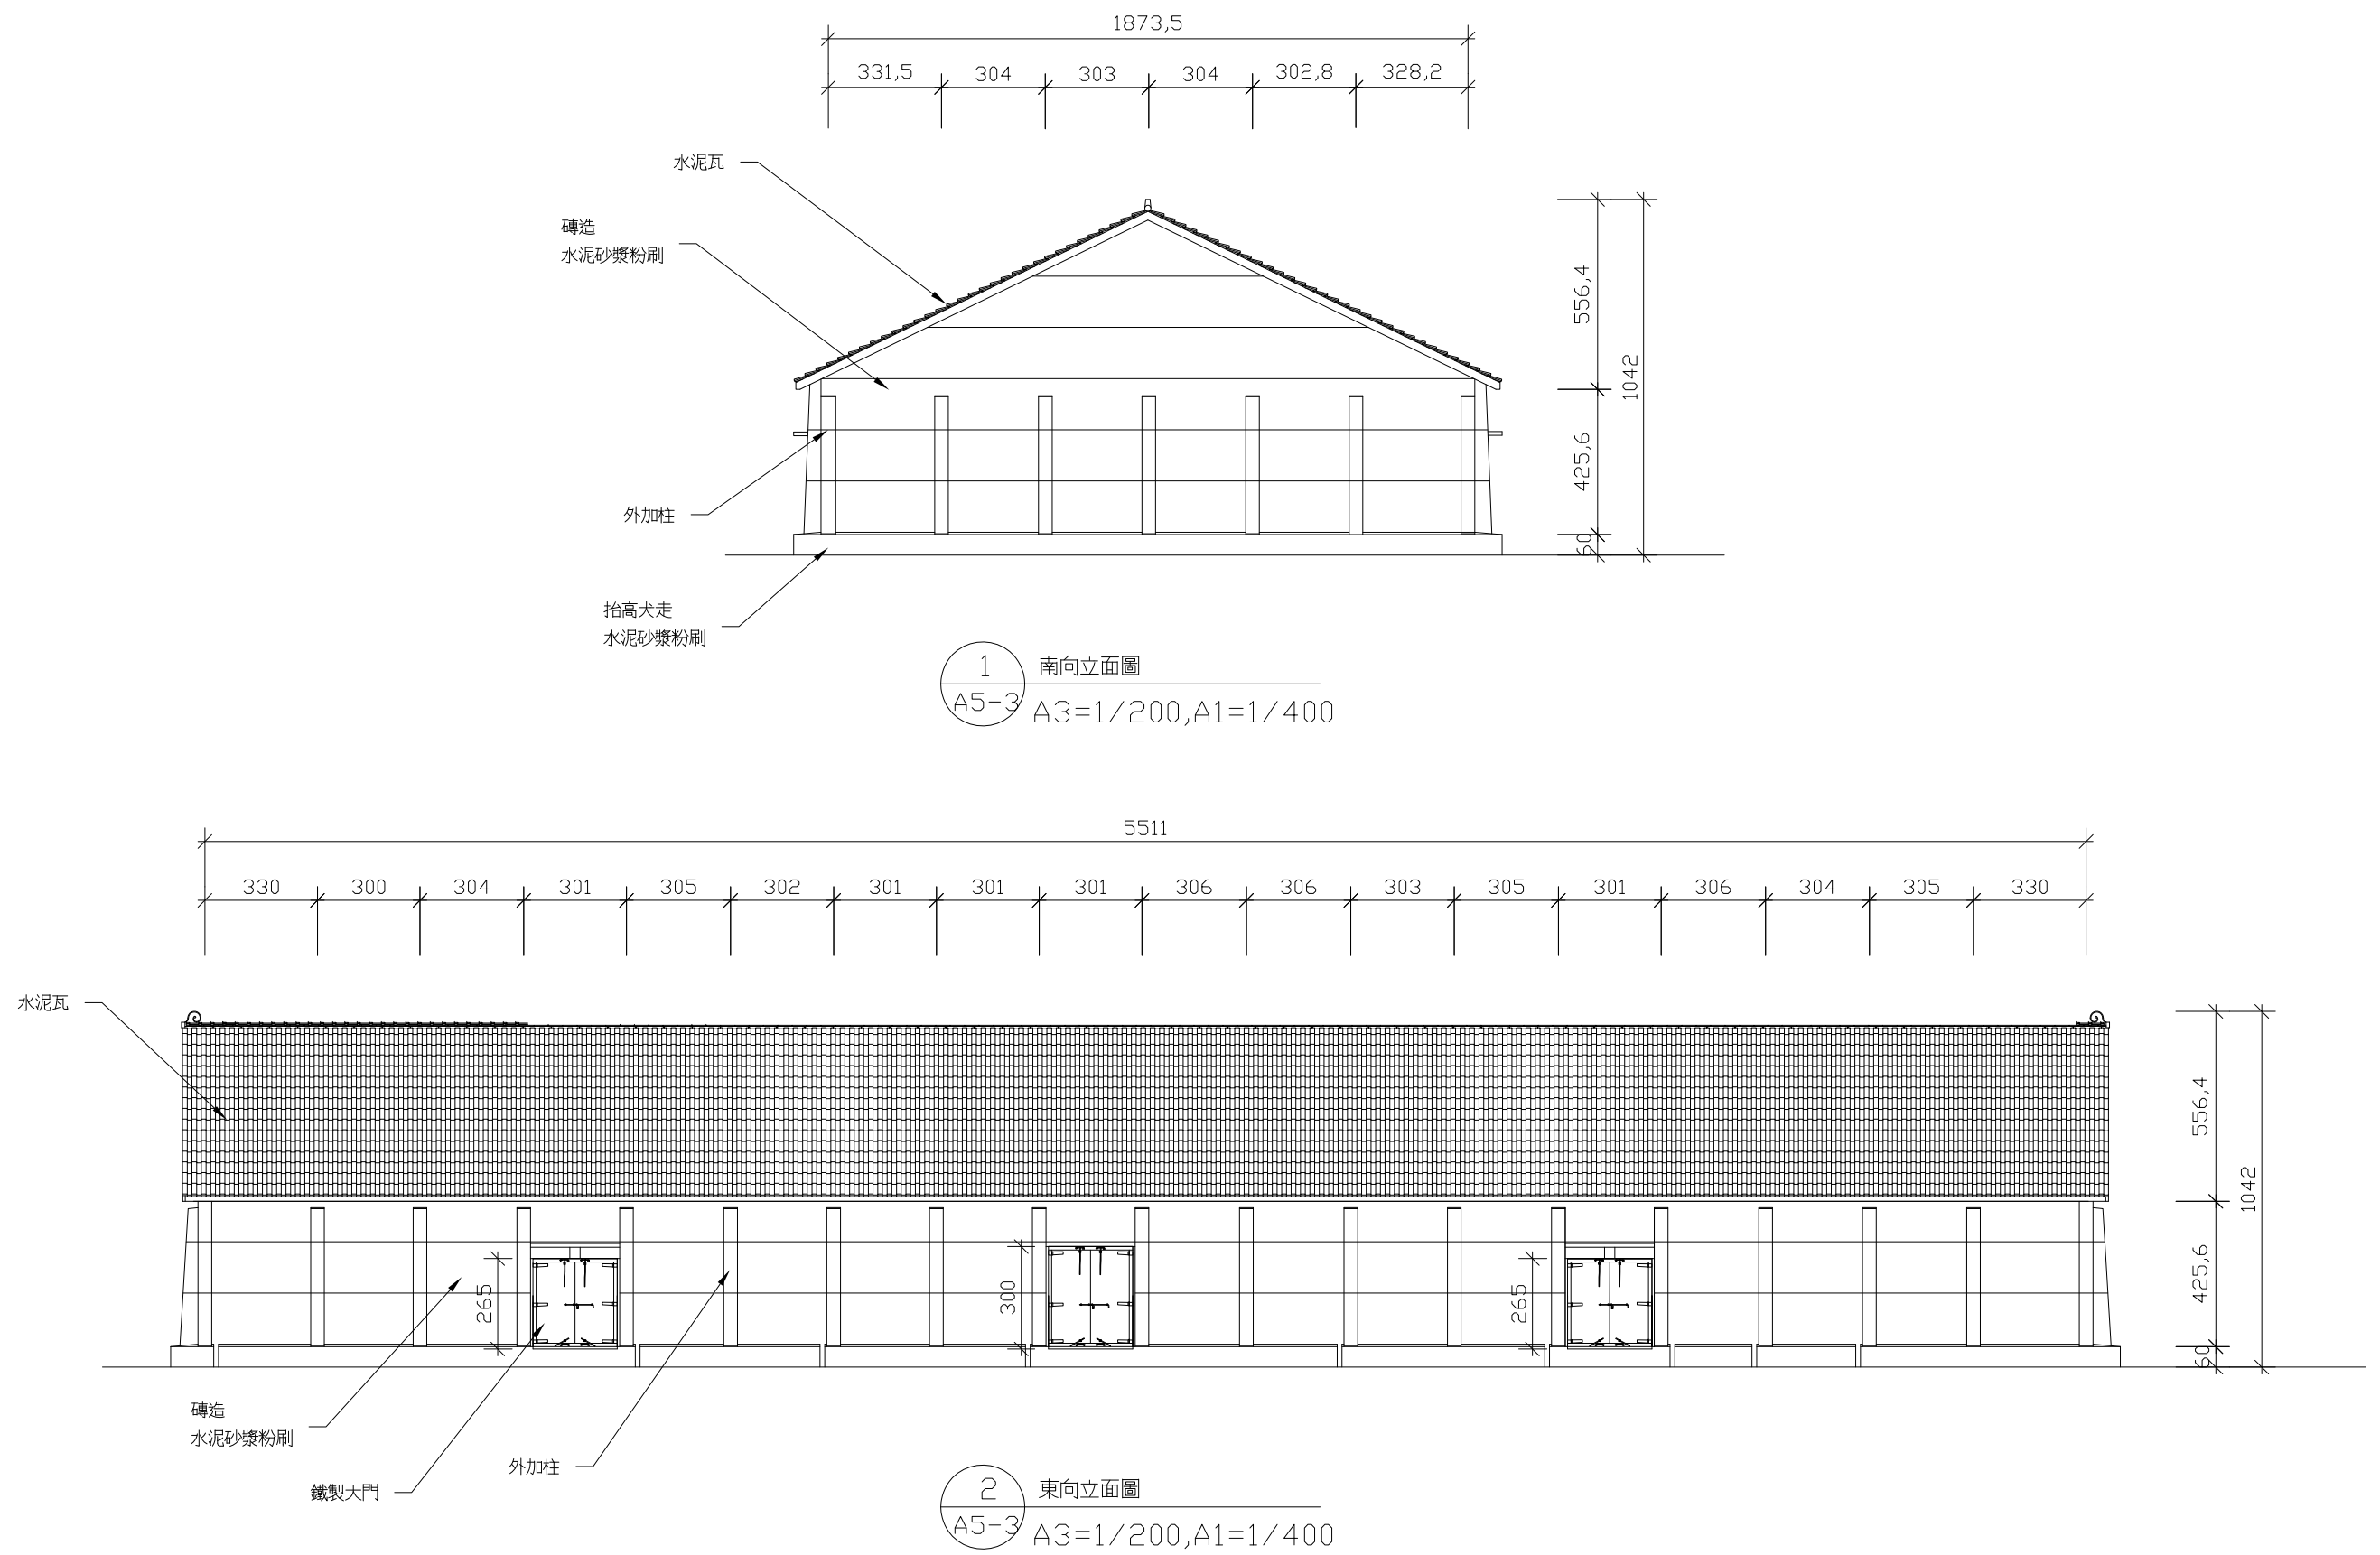 1873,5
331,5 304 303 304 302,8 328,2
水泥瓦
磚造
水泥砂漿粉刷
外加柱
抬高犬走
水泥砂漿粉刷
556,4
425,6
60
1042
1
A5-3
南向立面圖
A3=1/200,A1=1/400
5511
330 300 304 301 305 302 301 301 301 306 306 303 305 301 306 304 305 330
水泥瓦
265
300
265
556,4
425,6
60
1042
磚造
水泥砂漿粉刷
外加柱
鐵製大門
2
A5-3
東向立面圖
A3=1/200,A1=1/400